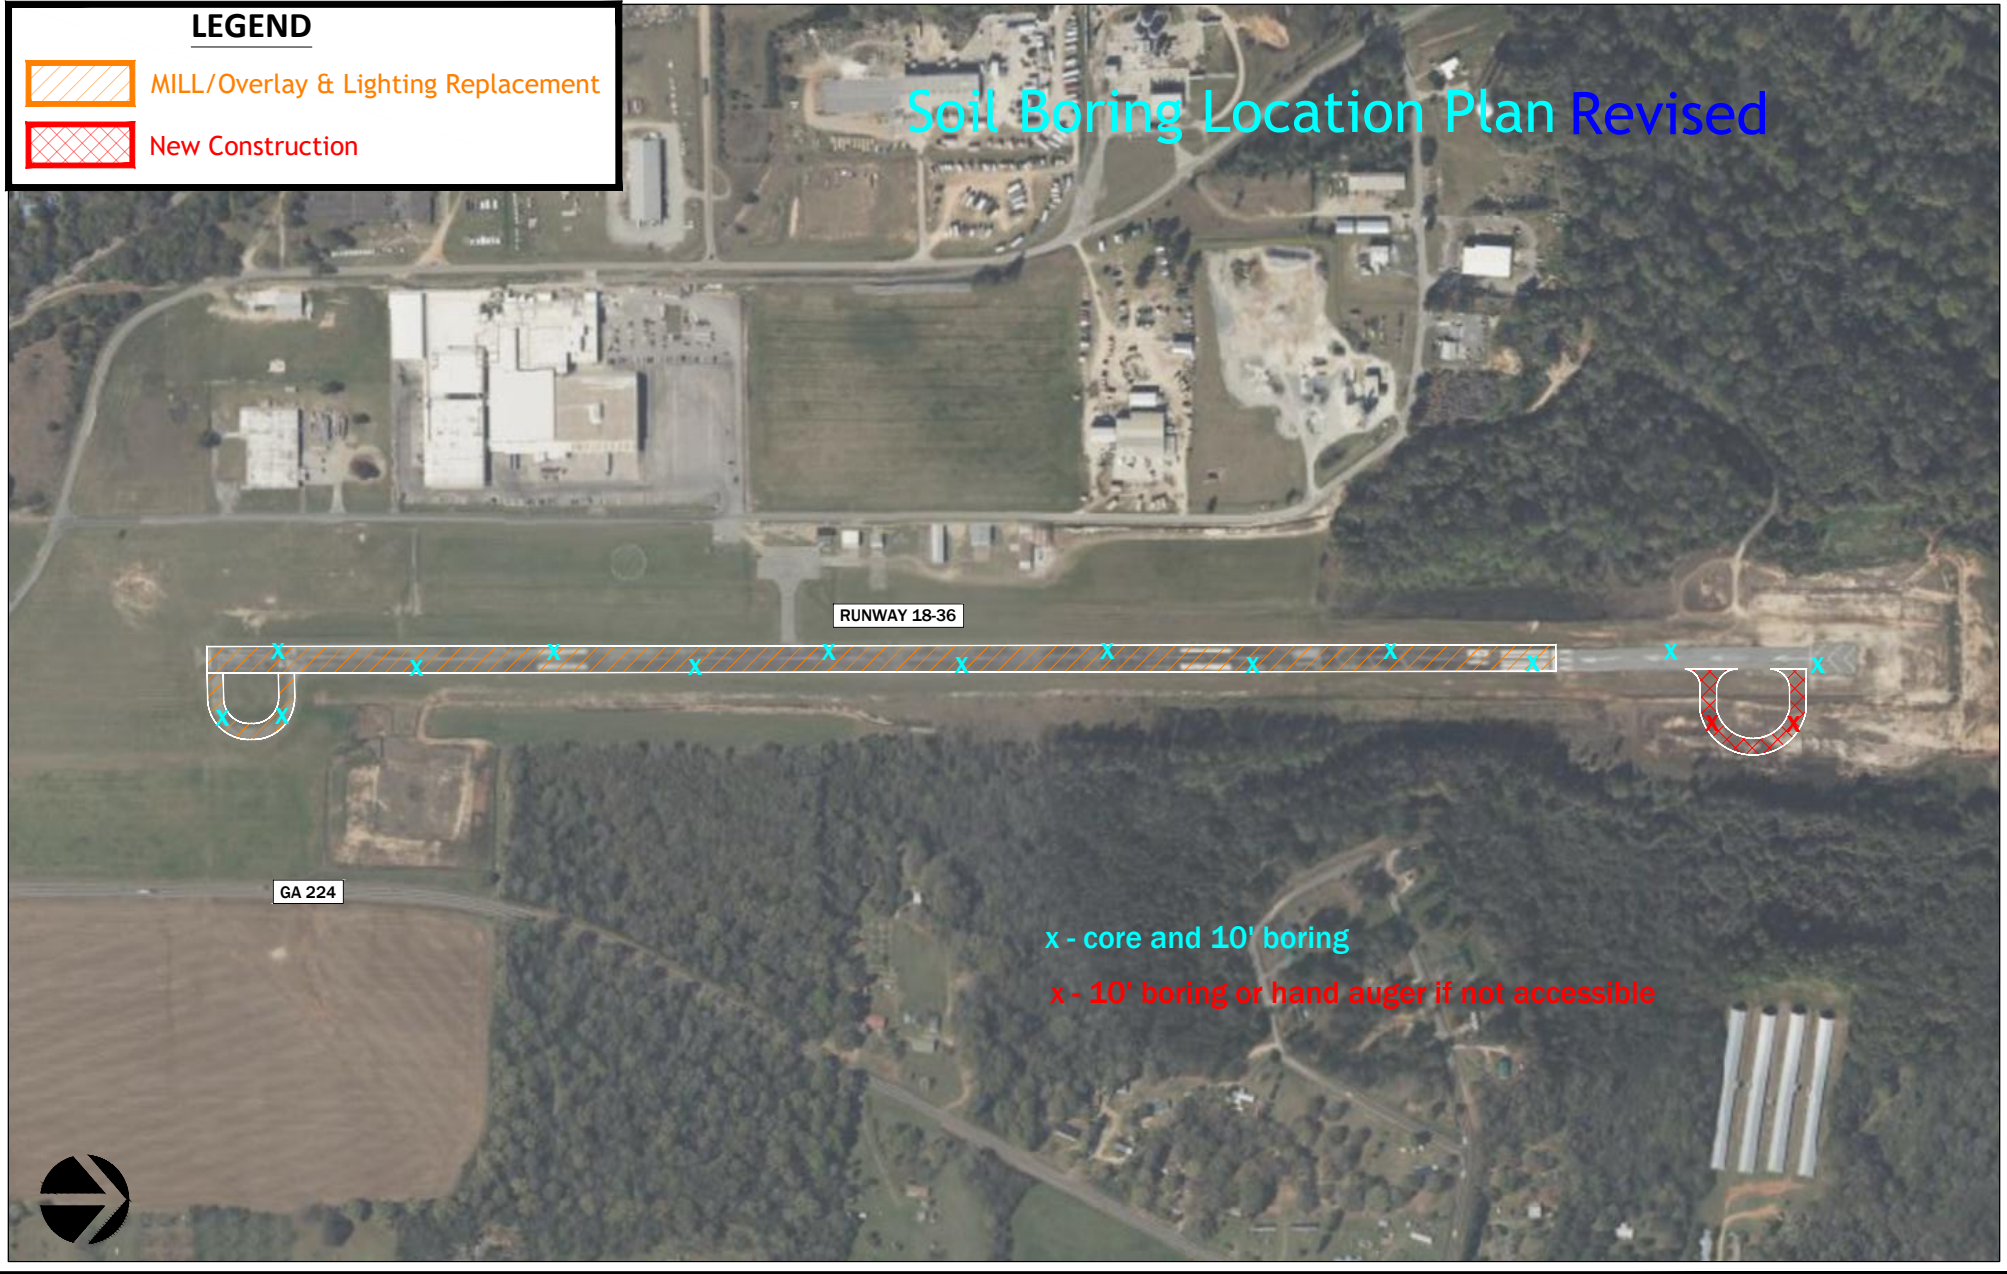 LEGEND
MILL/Overlay & Lighting Replacement
New Construction
Soil Boring Location Plan Revised
RUNWAY 18-36
X X X X X X X X X X X X
X X X X
GA 224
x - core and 10' boring
x - 10' boring or hand auger if not accessible